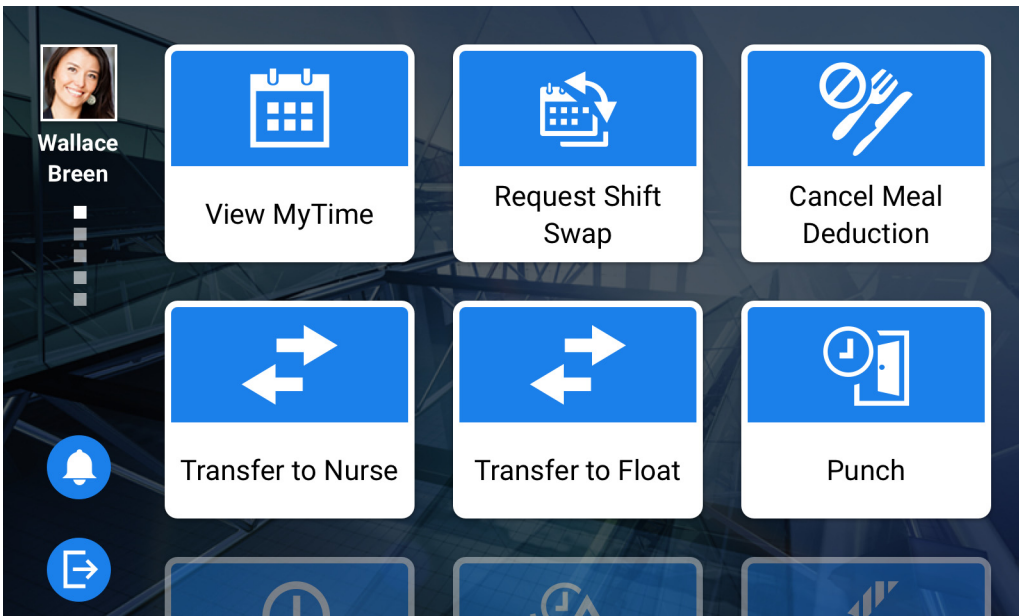 Wallace
Breen
View MyTime
Request Shift
Swap
Cancel Meal
Deduction
Transfer to Nurse
Transfer to Float
Punch